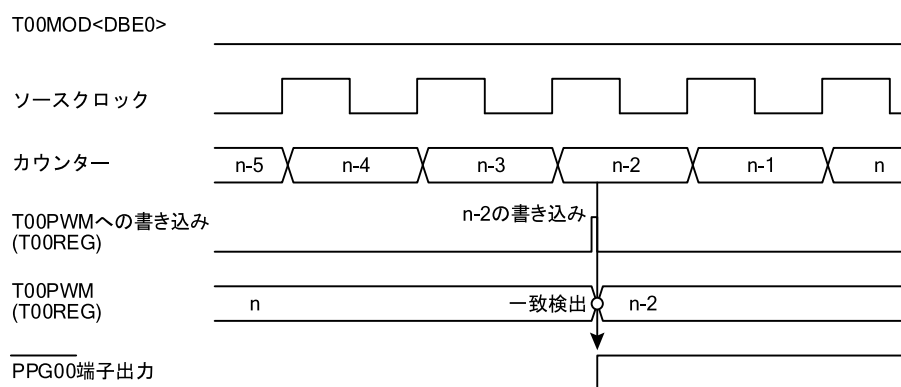 T00MOD<DBE0>
ソースクロック
カウンター
n-5 n-4 n-3 n-2 n-1 n
T00PWMへの書き込み
(T00REG)
n-2の書き込み
T00PWM
(T00REG)
n 一致検出 n-2
PPG00端子出力